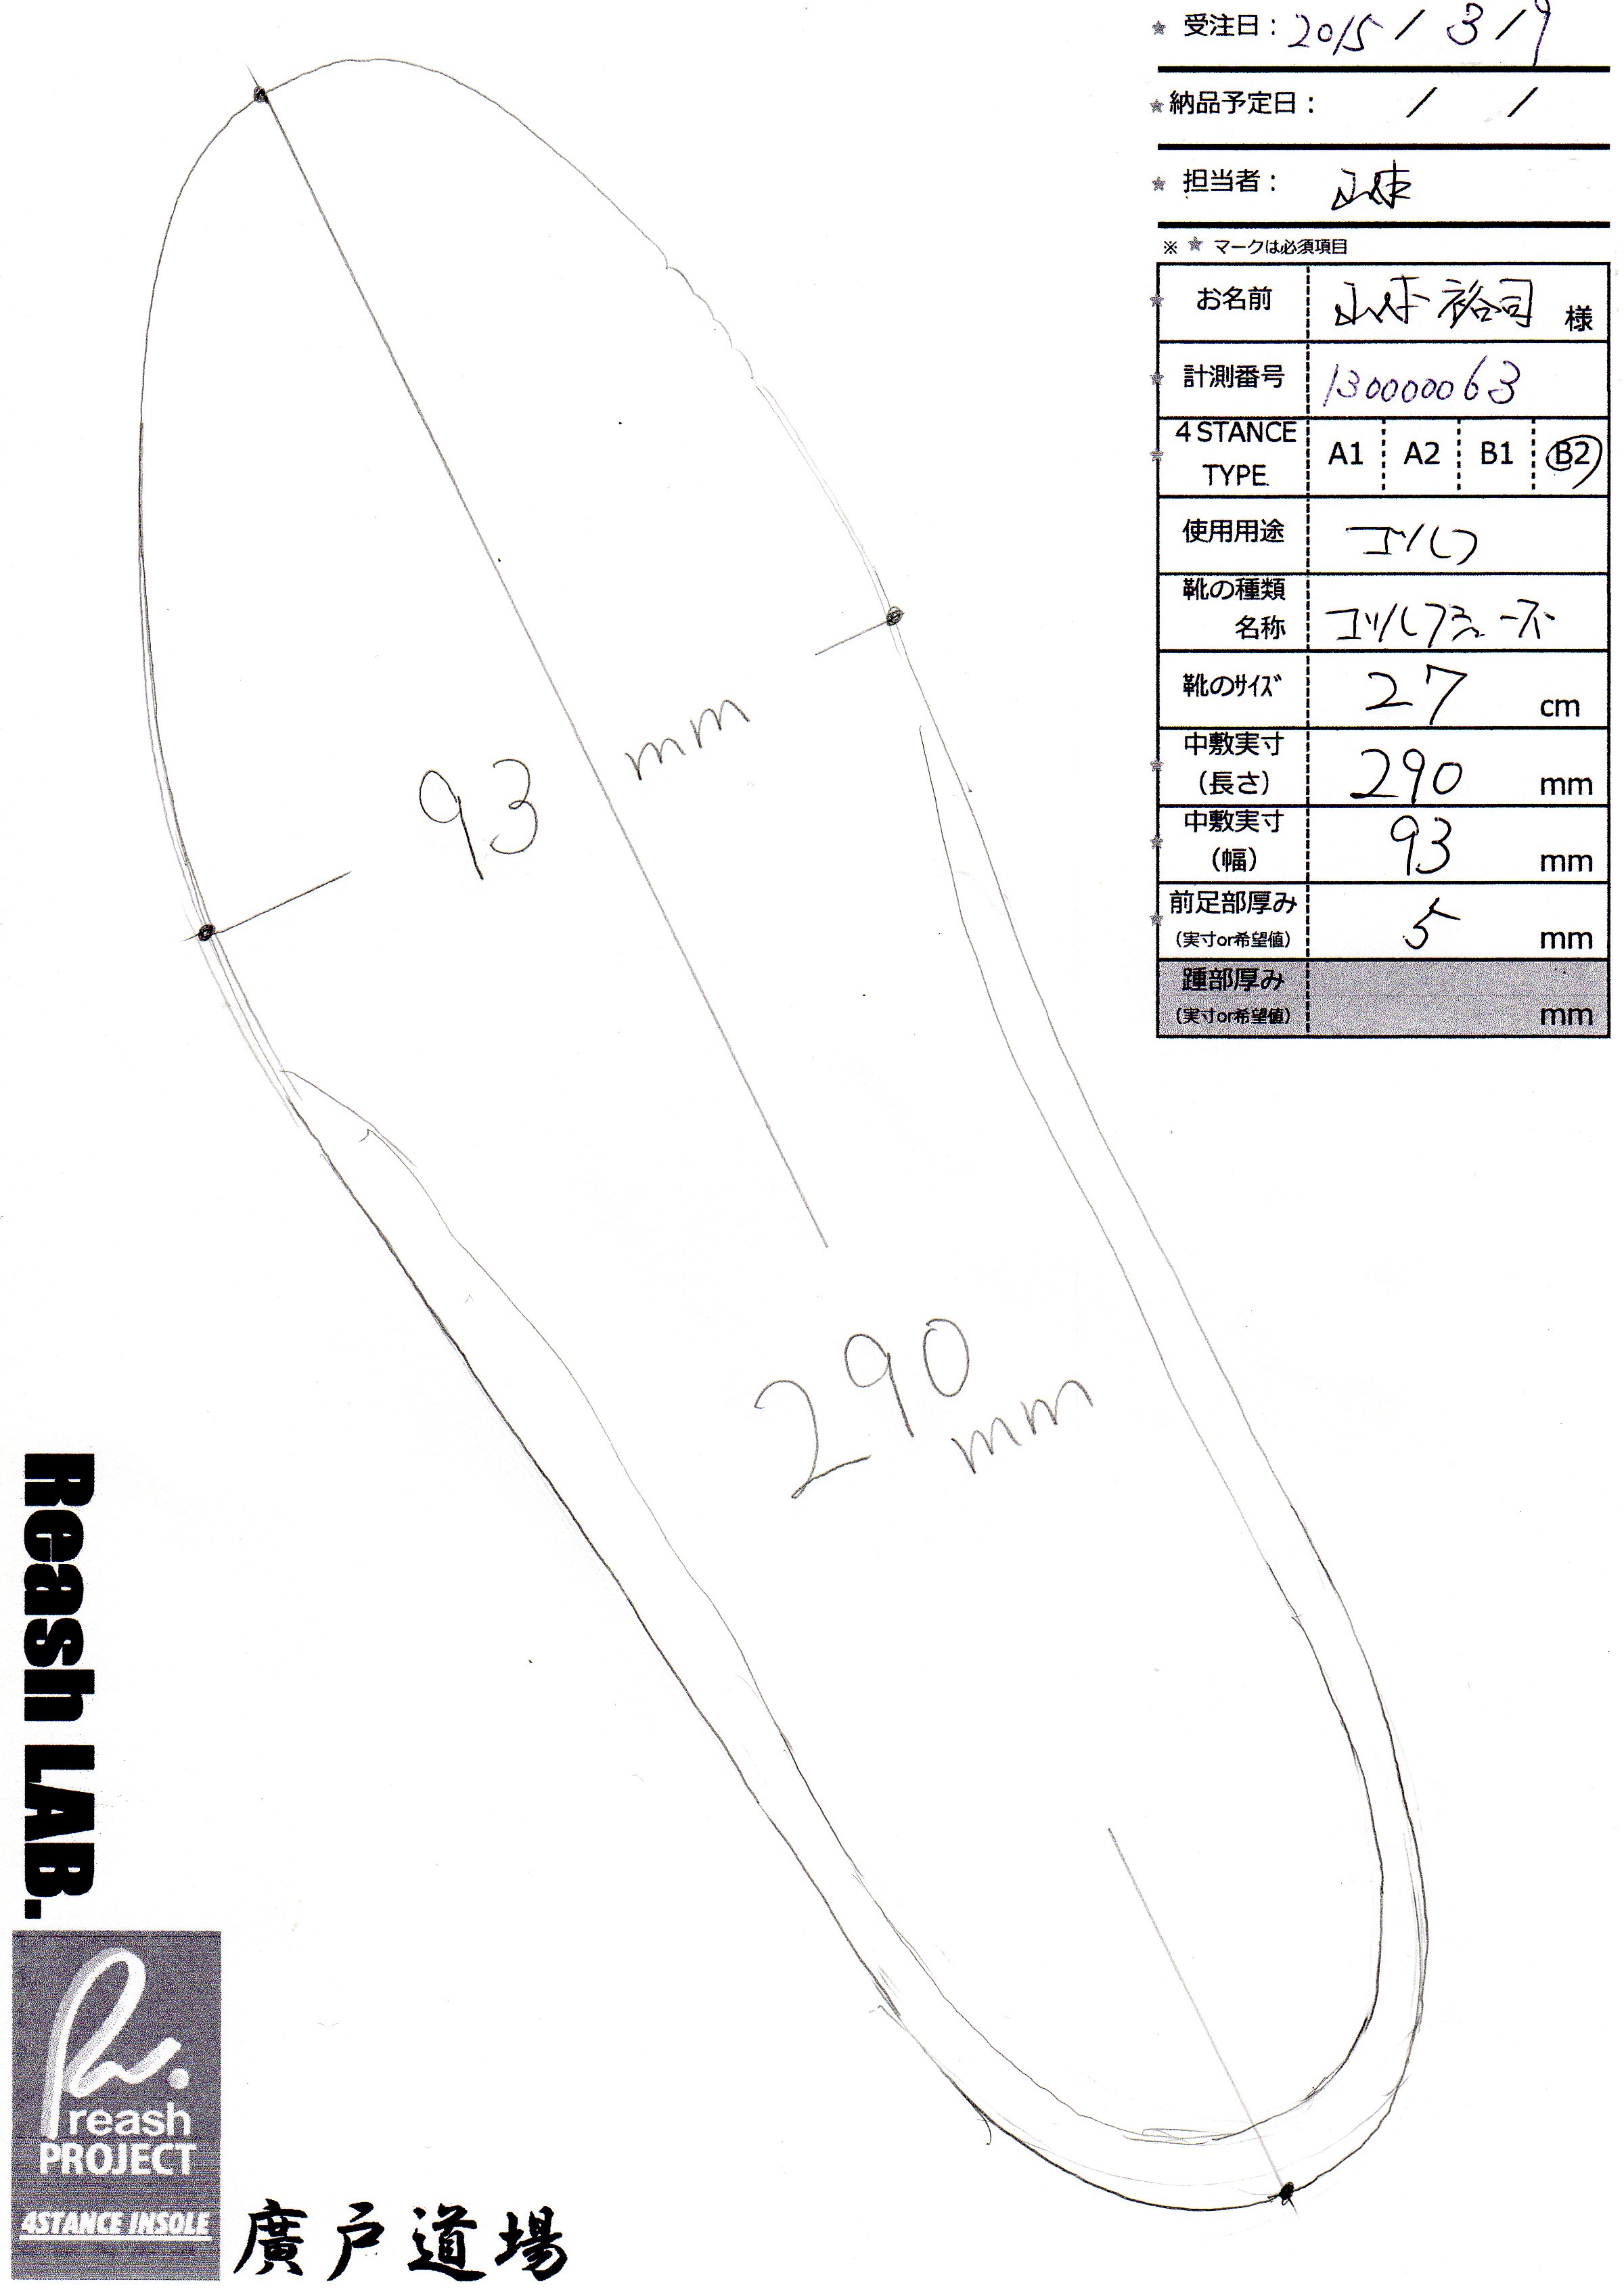 ★ 受注日：2015 / 3 / 9
★ 納品予定日： / /
★ 担当者：
※ ★ マークは必須項目
★ お名前 裕司 様
★ 計測番号 130000063
★ 4 STANCE TYPE A1 A2 B1 B2
使用用途 ゴルフ
靴の種類 名称 ゴルフシューズ
靴のサイズ 27 cm
★ 中敷実寸 (長さ) 290 mm
★ 中敷実寸 (幅) 93 mm
★ 前足部厚み (実寸or希望値) 5 mm
踵部厚み (実寸or希望値) mm
93 mm
290 mm
Reash LAB.
reash
PROJECT
4STANCE INSOLE
廣戸道場